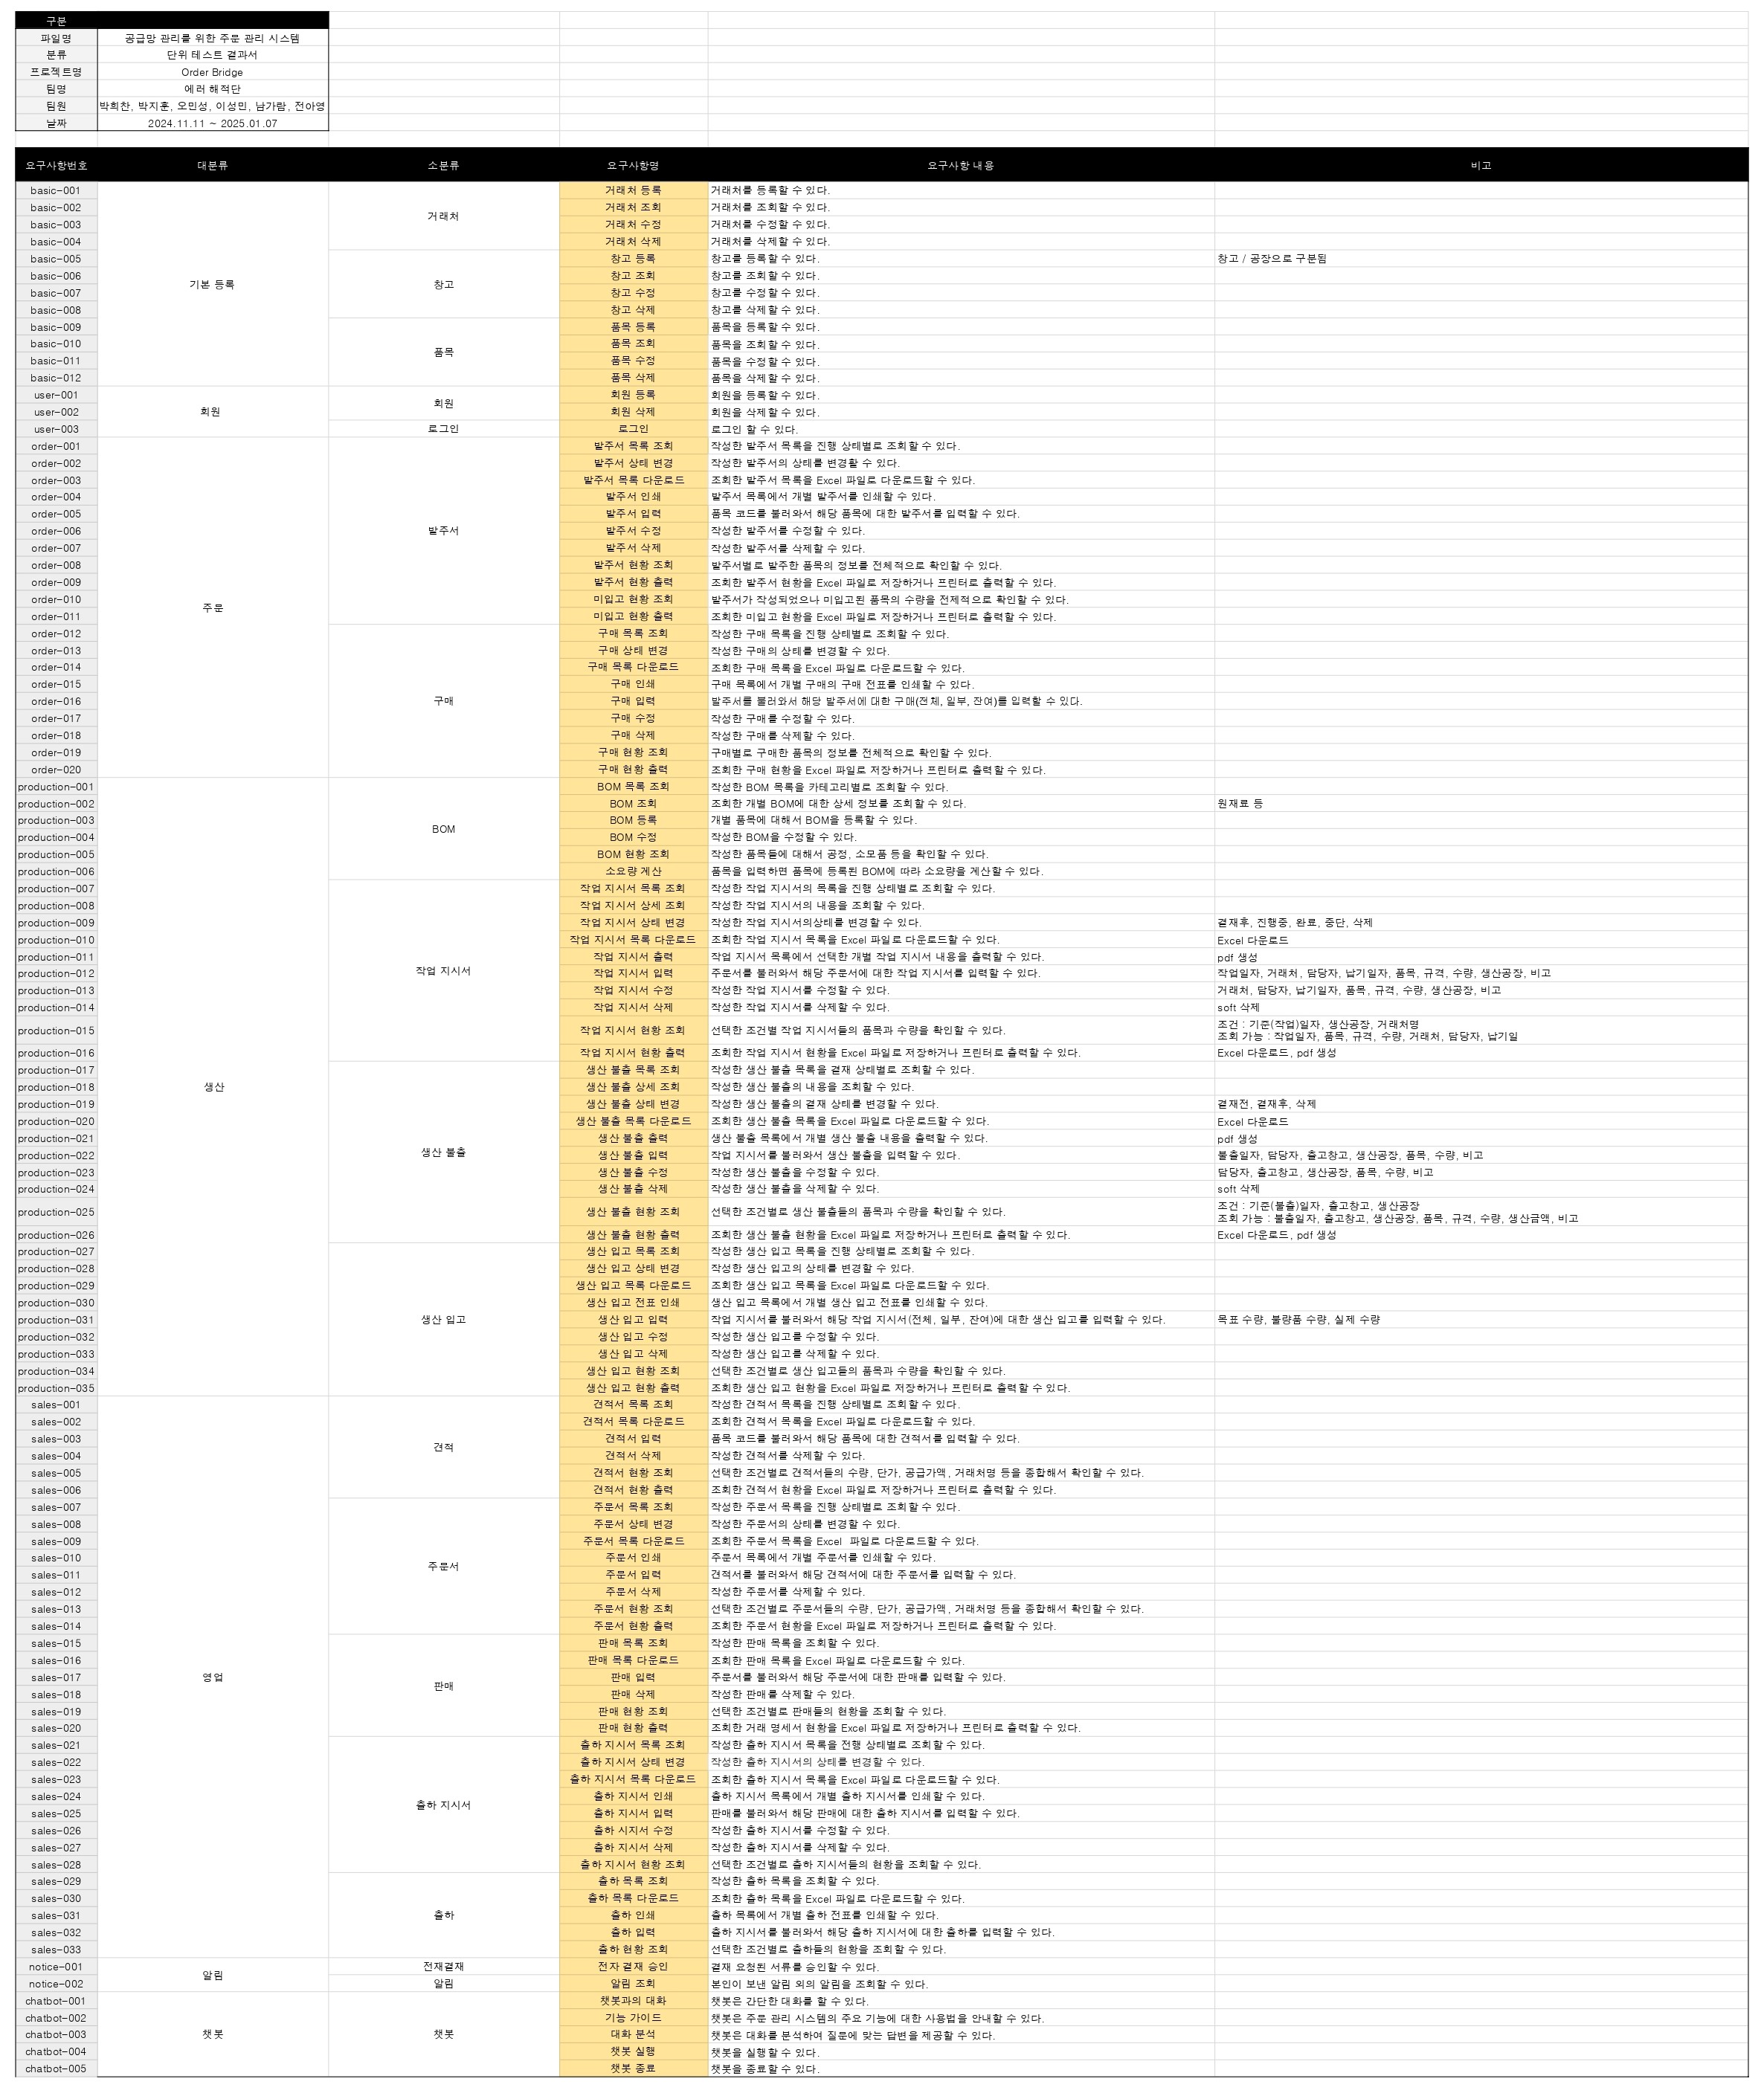 구분
파일명 공급망 관리를 위한 주문 관리 시스템
분류 단위 테스트 결과서
프로젝트명 Order Bridge
팀명 에러 해적단
팀원 박희찬, 박지훈, 오민성, 이성민, 남가람, 전아영
날짜 2024.11.11 ~ 2025.01.07
요구사항번호 대분류 소분류 요구사항명 요구사항 내용 비고
basic-001 기본 등록 거래처 거래처 등록 거래처를 등록할 수 있다.
basic-002 거래처 조회 거래처를 조회할 수 있다.
basic-003 거래처 수정 거래처를 수정할 수 있다.
basic-004 거래처 삭제 거래처를 삭제할 수 있다.
basic-005 창고 창고 등록 창고를 등록할 수 있다. 창고 / 공장으로 구분됨
basic-006 창고 조회 창고를 조회할 수 있다.
basic-007 창고 수정 창고를 수정할 수 있다.
basic-008 창고 삭제 창고를 삭제할 수 있다.
basic-009 품목 품목 등록 품목을 등록할 수 있다.
basic-010 품목 조회 품목을 조회할 수 있다.
basic-011 품목 수정 품목을 수정할 수 있다.
basic-012 품목 삭제 품목을 삭제할 수 있다.
user-001 회원 회원 회원 등록 회원을 등록할 수 있다.
user-002 회원 삭제 회원을 삭제할 수 있다.
user-003 로그인 로그인 로그인 할 수 있다.
order-001 주문 발주서 발주서 목록 조회 작성한 발주서 목록을 진행 상태별로 조회할 수 있다.
order-002 발주서 상태 변경 작성한 발주서의 상태를 변경활 수 있다.
order-003 발주서 목록 다운로드 조회한 발주서 목록을 Excel 파일로 다운로드할 수 있다.
order-004 발주서 인쇄 발주서 목록에서 개별 발주서를 인쇄할 수 있다.
order-005 발주서 입력 품목 코드를 불러와서 해당 품목에 대한 발주서를 입력할 수 있다.
order-006 발주서 수정 작성한 발주서를 수정할 수 있다.
order-007 발주서 삭제 작성한 발주서를 삭제할 수 있다.
order-008 발주서 현황 조회 발주서별로 발주한 품목의 정보를 전체적으로 확인할 수 있다.
order-009 발주서 현황 출력 조회한 발주서 현황을 Excel 파일로 저장하거나 프린터로 출력할 수 있다.
order-010 미입고 현황 조회 발주서가 작성되었으나 미입고된 품목의 수량을 전제적으로 확인할 수 있다.
order-011 미입고 현황 출력 조회한 미입고 현황을 Excel 파일로 저장하거나 프린터로 출력할 수 있다.
order-012 구매 구매 목록 조회 작성한 구매 목록을 진행 상태별로 조회할 수 있다.
order-013 구매 상태 변경 작성한 구매의 상태를 변경할 수 있다.
order-014 구매 목록 다운로드 조회한 구매 목록을 Excel 파일로 다운로드할 수 있다.
order-015 구매 인쇄 구매 목록에서 개별 구매의 구매 전표를 인쇄할 수 있다.
order-016 구매 입력 발주서를 불러와서 해당 발주서에 대한 구매(전체, 일부, 잔여)를 입력할 수 있다.
order-017 구매 수정 작성한 구매를 수정할 수 있다.
order-018 구매 삭제 작성한 구매를 삭제할 수 있다.
order-019 구매 현황 조회 구매별로 구매한 품목의 정보를 전체적으로 확인할 수 있다.
order-020 구매 현황 출력 조회한 구매 현황을 Excel 파일로 저장하거나 프린터로 출력할 수 있다.
production-001 생산 BOM BOM 목록 조회 작성한 BOM 목록을 카테고리별로 조회할 수 있다.
production-002 BOM 조회 조회한 개별 BOM에 대한 상세 정보를 조회할 수 있다. 원재료 등
production-003 BOM 등록 개별 품목에 대해서 BOM을 등록할 수 있다.
production-004 BOM 수정 작성한 BOM을 수정할 수 있다.
production-005 BOM 현황 조회 작성한 품목들에 대해서 공정, 소모품 등을 확인할 수 있다.
production-006 소요량 계산 품목을 입력하면 품목에 등록된 BOM에 따라 소요량을 계산할 수 있다.
production-007 작업 지시서 작업 지시서 목록 조회 작성한 작업 지시서의 목록을 진행 상태별로 조회할 수 있다.
production-008 작업 지시서 상세 조회 작성한 작업 지시서의 내용을 조회할 수 있다.
production-009 작업 지시서 상태 변경 작성한 작업 지시서의상태를 변경할 수 있다. 결재후, 진행중, 완료, 중단, 삭제
production-010 작업 지시서 목록 다운로드 조회한 작업 지시서 목록을 Excel 파일로 다운로드할 수 있다. Excel 다운로드
production-011 작업 지시서 출력 작업 지시서 목록에서 선택한 개별 작업 지시서 내용을 출력할 수 있다. pdf 생성
production-012 작업 지시서 입력 주문서를 불러와서 해당 주문서에 대한 작업 지시서를 입력할 수 있다. 작업일자, 거래처, 담당자, 납기일자, 품목, 규격, 수량, 생산공장, 비고
production-013 작업 지시서 수정 작성한 작업 지시서를 수정할 수 있다. 거래처, 담당자, 납기일자, 품목, 규격, 수량, 생산공장, 비고
production-014 작업 지시서 삭제 작성한 작업 지시서를 삭제할 수 있다. soft 삭제
production-015 작업 지시서 현황 조회 선택한 조건별 작업 지시서들의 품목과 수량을 확인할 수 있다. 조건 : 기준(작업)일자, 생산공장, 거래처명
조회 가능 : 작업일자, 품목, 규격, 수량, 거래처, 담당자, 납기일
production-016 작업 지시서 현황 출력 조회한 작업 지시서 현황을 Excel 파일로 저장하거나 프린터로 출력할 수 있다. Excel 다운로드, pdf 생성
production-017 생산 불출 생산 불출 목록 조회 작성한 생산 불출 목록을 결재 상태별로 조회할 수 있다.
production-018 생산 불출 상세 조회 작성한 생산 불출의 내용을 조회할 수 있다.
production-019 생산 불출 상태 변경 작성한 생산 불출의 결재 상태를 변경할 수 있다. 결재전, 결재후, 삭제
production-020 생산 불출 목록 다운로드 조회한 생산 불출 목록을 Excel 파일로 다운로드할 수 있다. Excel 다운로드
production-021 생산 불출 출력 생산 불출 목록에서 개별 생산 불출 내용을 출력할 수 있다. pdf 생성
production-022 생산 불출 입력 작업 지시서를 불러와서 생산 불출을 입력할 수 있다. 불출일자, 담당자, 출고창고, 생산공장, 품목, 수량, 비고
production-023 생산 불출 수정 작성한 생산 불출을 수정할 수 있다. 담당자, 출고창고, 생산공장, 품목, 수량, 비고
production-024 생산 불출 삭제 작성한 생산 불출을 삭제할 수 있다. soft 삭제
production-025 생산 불출 현황 조회 선택한 조건별로 생산 불출들의 품목과 수량을 확인할 수 있다. 조건 : 기준(불출)일자, 출고창고, 생산공장
조회 가능 : 불출일자, 출고창고, 생산공장, 품목, 규격, 수량, 생산금액, 비고
production-026 생산 불출 현황 출력 조회한 생산 불출 현황을 Excel 파일로 저장하거나 프린터로 출력할 수 있다. Excel 다운로드, pdf 생성
production-027 생산 입고 생산 입고 목록 조회 작성한 생산 입고 목록을 진행 상태별로 조회할 수 있다.
production-028 생산 입고 상태 변경 작성한 생산 입고의 상태를 변경할 수 있다.
production-029 생산 입고 목록 다운로드 조회한 생산 입고 목록을 Excel 파일로 다운로드할 수 있다.
production-030 생산 입고 전표 인쇄 생산 입고 목록에서 개별 생산 입고 전표를 인쇄할 수 있다.
production-031 생산 입고 입력 작업 지시서를 불러와서 해당 작업 지시서(전체, 일부, 잔여)에 대한 생산 입고를 입력할 수 있다. 목표 수량, 불량품 수량, 실제 수량
production-032 생산 입고 수정 작성한 생산 입고를 수정할 수 있다.
production-033 생산 입고 삭제 작성한 생산 입고를 삭제할 수 있다.
production-034 생산 입고 현황 조회 선택한 조건별로 생산 입고들의 품목과 수량을 확인할 수 있다.
production-035 생산 입고 현황 출력 조회한 생산 입고 현황을 Excel 파일로 저장하거나 프린터로 출력할 수 있다.
sales-001 영업 견적 견적서 목록 조회 작성한 견적서 목록을 진행 상태별로 조회할 수 있다.
sales-002 견적서 목록 다운로드 조회한 견적서 목록을 Excel 파일로 다운로드할 수 있다.
sales-003 견적서 입력 품목 코드를 불러와서 해당 품목에 대한 견적서를 입력할 수 있다.
sales-004 견적서 삭제 작성한 견적서를 삭제할 수 있다.
sales-005 견적서 현황 조회 선택한 조건별로 견적서들의 수량, 단가, 공급가액, 거래처명 등을 종합해서 확인할 수 있다.
sales-006 견적서 현황 출력 조회한 견적서 현황을 Excel 파일로 저장하거나 프린터로 출력할 수 있다.
sales-007 주문서 주문서 목록 조회 작성한 주문서 목록을 진행 상태별로 조회할 수 있다.
sales-008 주문서 상태 변경 작성한 주문서의 상태를 변경할 수 있다.
sales-009 주문서 목록 다운로드 조회한 주문서 목록을 Excel 파일로 다운로드할 수 있다.
sales-010 주문서 인쇄 주문서 목록에서 개별 주문서를 인쇄할 수 있다.
sales-011 주문서 입력 견적서를 불러와서 해당 견적서에 대한 주문서를 입력할 수 있다.
sales-012 주문서 삭제 작성한 주문서를 삭제할 수 있다.
sales-013 주문서 현황 조회 선택한 조건별로 주문서들의 수량, 단가, 공급가액, 거래처명 등을 종합해서 확인할 수 있다.
sales-014 주문서 현황 출력 조회한 주문서 현황을 Excel 파일로 저장하거나 프린터로 출력할 수 있다.
sales-015 판매 판매 목록 조회 작성한 판매 목록을 조회할 수 있다.
sales-016 판매 목록 다운로드 조회한 판매 목록을 Excel 파일로 다운로드할 수 있다.
sales-017 판매 입력 주문서를 불러와서 해당 주문서에 대한 판매를 입력할 수 있다.
sales-018 판매 삭제 작성한 판매를 삭제할 수 있다.
sales-019 판매 현황 조회 선택한 조건별로 판매들의 현황을 조회할 수 있다.
sales-020 판매 현황 출력 조회한 거래 명세서 현황을 Excel 파일로 저장하거나 프린터로 출력할 수 있다.
sales-021 출하 지시서 출하 지시서 목록 조회 작성한 출하 지시서 목록을 전행 상태별로 조회할 수 있다.
sales-022 출하 지시서 상태 변경 작성한 출하 지시서의 상태를 변경할 수 있다.
sales-023 출하 지시서 목록 다운로드 조회한 출하 지시서 목록을 Excel 파일로 다운로드할 수 있다.
sales-024 출하 지시서 인쇄 출하 지시서 목록에서 개별 출하 지시서를 인쇄할 수 있다.
sales-025 출하 지시서 입력 판매를 불러와서 해당 판매에 대한 출하 지시서를 입력할 수 있다.
sales-026 출하 시지서 수정 작성한 출하 지시서를 수정할 수 있다.
sales-027 출하 지시서 삭제 작성한 출하 지시서를 삭제할 수 있다.
sales-028 출하 지시서 현황 조회 선택한 조건별로 출하 지시서들의 현황을 조회할 수 있다.
sales-029 출하 출하 목록 조회 작성한 출하 목록을 조회할 수 있다.
sales-030 출하 목록 다운로드 조회한 출하 목록을 Excel 파일로 다운로드할 수 있다.
sales-031 출하 인쇄 출하 목록에서 개별 출하 전표를 인쇄할 수 있다.
sales-032 출하 입력 출하 지시서를 불러와서 해당 출하 지시서에 대한 출하를 입력할 수 있다.
sales-033 출하 현황 조회 선택한 조건별로 출하들의 현황을 조회할 수 있다.
notice-001 알림 전재결재 전자 결재 승인 결재 요청된 서류를 승인할 수 있다.
notice-002 알림 알림 조회 본인이 보낸 알림 외의 알림을 조회할 수 있다.
chatbot-001 챗봇 챗봇 챗봇과의 대화 챗봇은 간단한 대화를 할 수 있다.
chatbot-002 기능 가이드 챗봇은 주문 관리 시스템의 주요 기능에 대한 사용법을 안내할 수 있다.
chatbot-003 대화 분석 챗봇은 대화를 분석하여 질문에 맞는 답변을 제공할 수 있다.
chatbot-004 챗봇 실행 챗봇을 실행할 수 있다.
chatbot-005 챗봇 종료 챗봇을 종료할 수 있다.